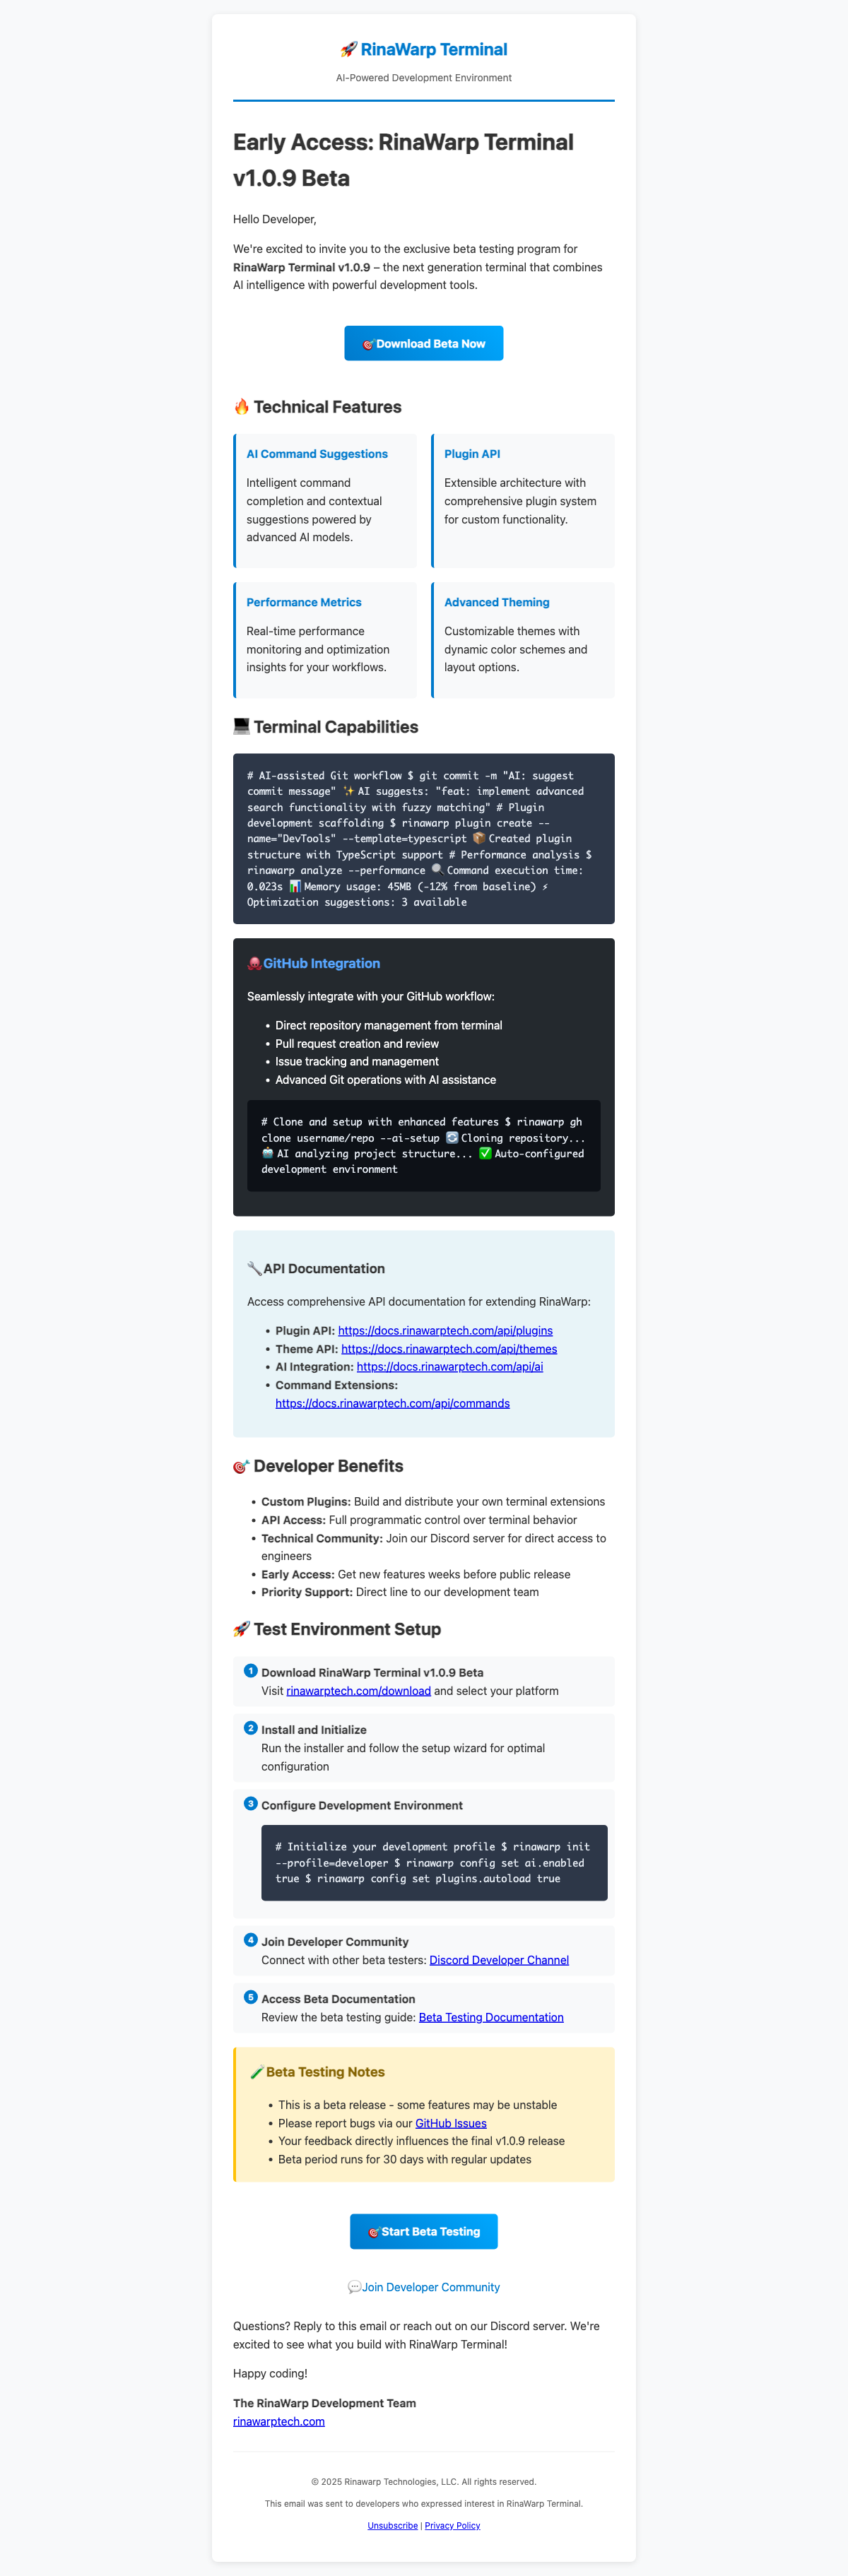 🚀 RinaWarp Terminal
AI-Powered Development Environment
Early Access: RinaWarp Terminal
v1.0.9 Beta
Hello Developer,
We're excited to invite you to the exclusive beta testing program for
RinaWarp Terminal v1.0.9 – the next generation terminal that combines
AI intelligence with powerful development tools.
🎯 Download Beta Now
🔥 Technical Features
AI Command Suggestions
Intelligent command
completion and contextual
suggestions powered by
advanced AI models.
Plugin API
Extensible architecture with
comprehensive plugin system
for custom functionality.
Performance Metrics
Real-time performance
monitoring and optimization
insights for your workflows.
Advanced Theming
Customizable themes with
dynamic color schemes and
layout options.
💻 Terminal Capabilities
# AI-assisted Git workflow $ git commit -m "AI: suggest
commit message" ✨ AI suggests: "feat: implement advanced
search functionality with fuzzy matching" # Plugin
development scaffolding $ rinawarp plugin create --
name="DevTools" --template=typescript 📦 Created plugin
structure with TypeScript support # Performance analysis $
rinawarp analyze --performance 🔍 Command execution time:
0.023s 📊 Memory usage: 45MB (-12% from baseline) ⚡
Optimization suggestions: 3 available
🐙 GitHub Integration
Seamlessly integrate with your GitHub workflow:
• Direct repository management from terminal
• Pull request creation and review
• Issue tracking and management
• Advanced Git operations with AI assistance
# Clone and setup with enhanced features $ rinawarp gh
clone username/repo --ai-setup 🔄 Cloning repository...
🤖 AI analyzing project structure... ✅ Auto-configured
development environment
🔧 API Documentation
Access comprehensive API documentation for extending RinaWarp:
• Plugin API: https://docs.rinawarptech.com/api/plugins
• Theme API: https://docs.rinawarptech.com/api/themes
• AI Integration: https://docs.rinawarptech.com/api/ai
• Command Extensions:
https://docs.rinawarptech.com/api/commands
🎯 Developer Benefits
• Custom Plugins: Build and distribute your own terminal extensions
• API Access: Full programmatic control over terminal behavior
• Technical Community: Join our Discord server for direct access to
engineers
• Early Access: Get new features weeks before public release
• Priority Support: Direct line to our development team
🚀 Test Environment Setup
1 Download RinaWarp Terminal v1.0.9 Beta
Visit rinawarptech.com/download and select your platform
2 Install and Initialize
Run the installer and follow the setup wizard for optimal
configuration
3 Configure Development Environment
# Initialize your development profile $ rinawarp init
--profile=developer $ rinawarp config set ai.enabled
true $ rinawarp config set plugins.autoload true
4 Join Developer Community
Connect with other beta testers: Discord Developer Channel
5 Access Beta Documentation
Review the beta testing guide: Beta Testing Documentation
🧪 Beta Testing Notes
• This is a beta release - some features may be unstable
• Please report bugs via our GitHub Issues
• Your feedback directly influences the final v1.0.9 release
• Beta period runs for 30 days with regular updates
🎯 Start Beta Testing
💬 Join Developer Community
Questions? Reply to this email or reach out on our Discord server. We're
excited to see what you build with RinaWarp Terminal!
Happy coding!
The RinaWarp Development Team
rinawarptech.com
© 2025 Rinawarp Technologies, LLC. All rights reserved.
This email was sent to developers who expressed interest in RinaWarp Terminal.
Unsubscribe | Privacy Policy